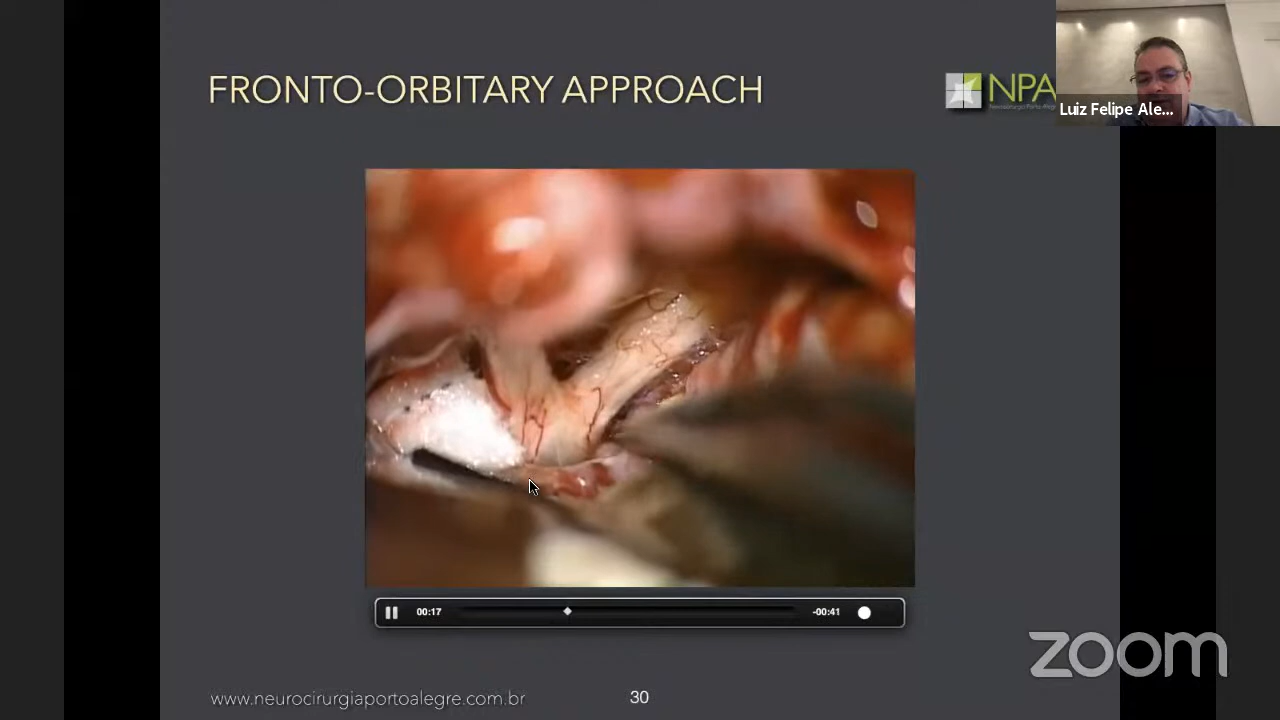 FRONTO-ORBITARY APPROACH
NPA
Luiz Felipe Ale...
00:17
-00:41
zoom
www.neurocirurgiaportoalegre.com.br
30